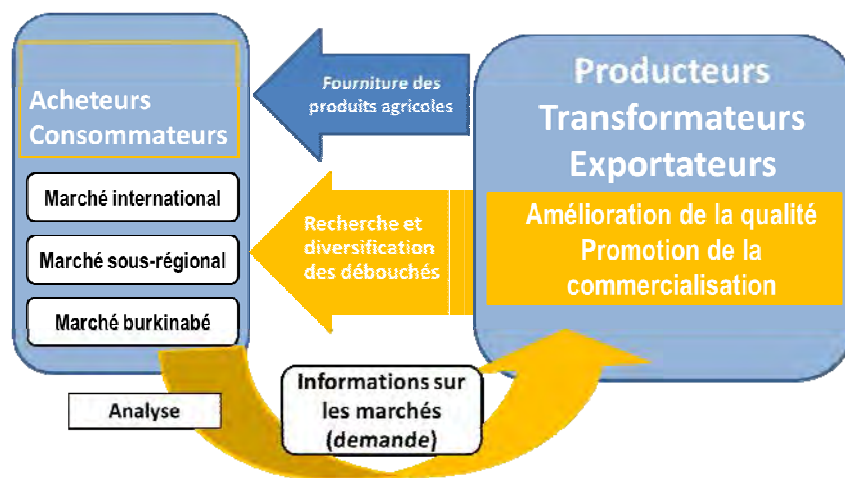 Acheteurs
Consommateurs
Marché international
Marché sous-régional
Marché burkinabé
Fourniture des
produits agricoles
Recherche et
diversification
des débouchés
Producteurs
Transformateurs
Exportateurs
Amélioration de la qualité
Promotion de la
commercialisation
Analyse
Informations sur
les marchés
(demande)